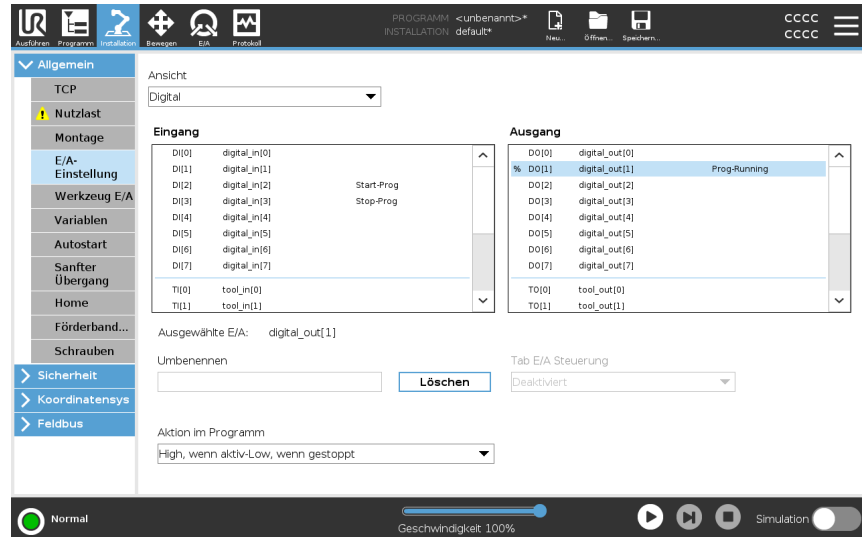 PROGRAMM <unbenannt>*
INSTALLATION default*
CCCC
CCCC
Ausführen Programm Installation Bewegen E/A Protokoll Neu... Öffnen... Speichern...
Allgemein
TCP
Nutzlast
Montage
E/A-
Einstellung
Werkzeug E/A
Variablen
Autostart
Sanfter
Übergang
Home
Förderband...
Schrauben
Sicherheit
Koordinatensys
Feldbus
Ansicht
Digital
Eingang
DI[0] digital_in[0]
DI[1] digital_in[1]
DI[2] digital_in[2] Start-Prog
DI[3] digital_in[3] Stop-Prog
DI[4] digital_in[4]
DI[5] digital_in[5]
DI[6] digital_in[6]
DI[7] digital_in[7]
TI[0] tool_in[0]
TI[1] tool_in[1]
Ausgang
DO[0] digital_out[0]
% DO[1] digital_out[1] Prog-Running
DO[2] digital_out[2]
DO[3] digital_out[3]
DO[4] digital_out[4]
DO[5] digital_out[5]
DO[6] digital_out[6]
DO[7] digital_out[7]
TO[0] tool_out[0]
TO[1] tool_out[1]
Ausgewählte E/A: digital_out[1]
Umbenennen
Löschen
Tab E/A Steuerung
Deaktiviert
Aktion im Programm
High, wenn aktiv-Low, wenn gestoppt
Normal
Geschwindigkeit 100%
Simulation